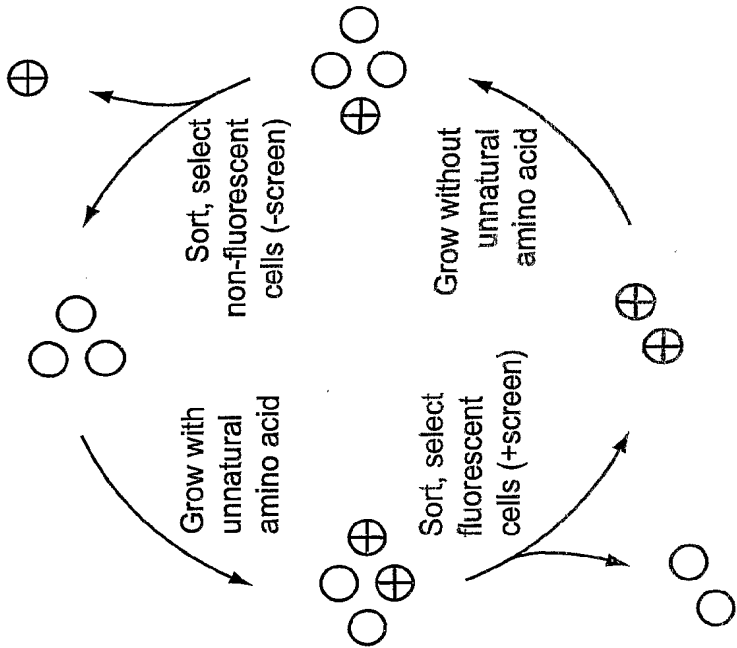 Grow with
unnatural
amino acid
Sort, select
fluorescent
cells (+screen)
Grow without
unnatural
amino acid
Sort, select
non-fluorescent
cells (-screen)